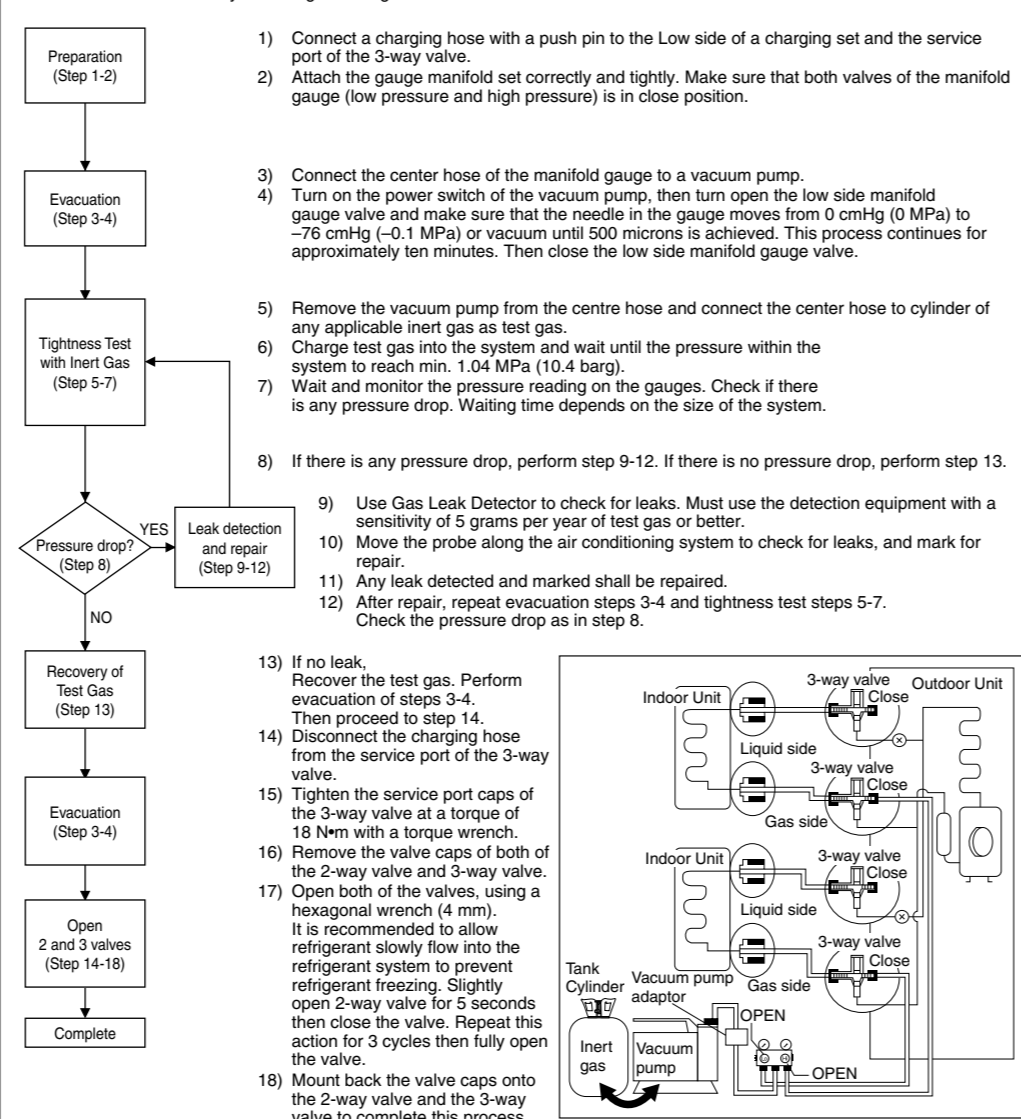 Preparation
(Step 1-2)
1) Connect a charging hose with a push pin to the Low side of a charging set and the service
port of the 3-way valve.
2) Attach the gauge manifold set correctly and tightly. Make sure that both valves of the manifold
gauge (low pressure and high pressure) is in close position.
Evacuation
(Step 3-4)
3) Connect the center hose of the manifold gauge to a vacuum pump.
4) Turn on the power switch of the vacuum pump, then turn open the low side manifold
gauge valve and make sure that the needle in the gauge moves from 0 cmHg (0 MPa) to
–76 cmHg (–0.1 MPa) or vacuum until 500 microns is achieved. This process continues for
approximately ten minutes. Then close the low side manifold gauge valve.
Tightness Test
with Inert Gas
(Step 5-7)
5) Remove the vacuum pump from the centre hose and connect the center hose to cylinder of
any applicable inert gas as test gas.
6) Charge test gas into the system and wait until the pressure within the
system to reach min. 1.04 MPa (10.4 barg).
7) Wait and monitor the pressure reading on the gauges. Check if there
is any pressure drop. Waiting time depends on the size of the system.
8) If there is any pressure drop, perform step 9-12. If there is no pressure drop, perform step 13.
Pressure drop?
(Step 8)
YES
NO
Leak detection
and repair
(Step 9-12)
9) Use Gas Leak Detector to check for leaks. Must use the detection equipment with a
sensitivity of 5 grams per year of test gas or better.
10) Move the probe along the air conditioning system to check for leaks, and mark for
repair.
11) Any leak detected and marked shall be repaired.
12) After repair, repeat evacuation steps 3-4 and tightness test steps 5-7.
Check the pressure drop as in step 8.
Recovery of
Test Gas
(Step 13)
13) If no leak,
Recover the test gas. Perform
evacuation of steps 3-4.
Then proceed to step 14.
14) Disconnect the charging hose
from the service port of the 3-way
valve.
Evacuation
(Step 3-4)
15) Tighten the service port caps of
the 3-way valve at a torque of
18 N•m with a torque wrench.
16) Remove the valve caps of both of
the 2-way valve and 3-way valve.
Open
2 and 3 valves
(Step 14-18)
17) Open both of the valves, using a
hexagonal wrench (4 mm).
It is recommended to allow
refrigerant slowly flow into the
refrigerant system to prevent
refrigerant freezing. Slightly
open 2-way valve for 5 seconds
then close the valve. Repeat this
action for 3 cycles then fully open
the valve.
Complete
18) Mount back the valve caps onto
the 2-way valve and the 3-way
valve to complete this process
Indoor Unit
3-way valve
Close
Outdoor Unit
Liquid side
3-way valve
Close
Gas side
Indoor Unit
3-way valve
Close
Liquid side
3-way valve
Close
Gas side
Tank
Cylinder
Vacuum pump
adaptor
OPEN
Inert
gas
Vacuum
pump
Lo
Hi
OPEN